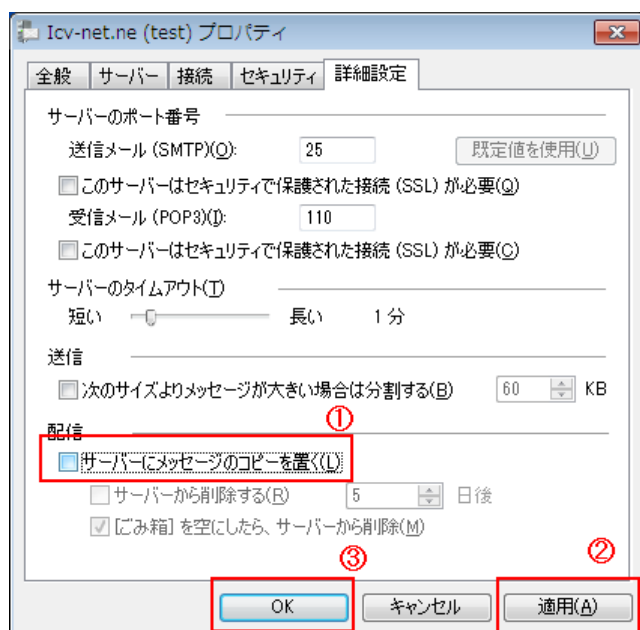 Icv-net.ne (test) プロパティ
全般 サーバー 接続 セキュリティ 詳細設定
サーバーのポート番号
送信メール (SMTP)(O): 25 既定値を使用(U)
このサーバーはセキュリティで保護された接続 (SSL) が必要(Q)
受信メール (POP3)(I): 110
このサーバーはセキュリティで保護された接続 (SSL) が必要(C)
サーバーのタイムアウト(T)
短い 長い 1 分
送信
次のサイズよりメッセージが大きい場合は分割する(B) 60 KB
①
配信
サーバーにメッセージのコピーを置く(L)
サーバーから削除する(R) 5 日後
[ごみ箱] を空にしたら、サーバーから削除(M)
③ ②
OK キャンセル 適用(A)